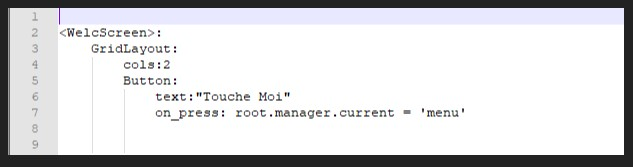 1
2 <WelcScreen>:
3     GridLayout:
4         cols:2
5         Button:
6             text:"Touche Moi"
7             on_press: root.manager.current = 'menu'
8
9